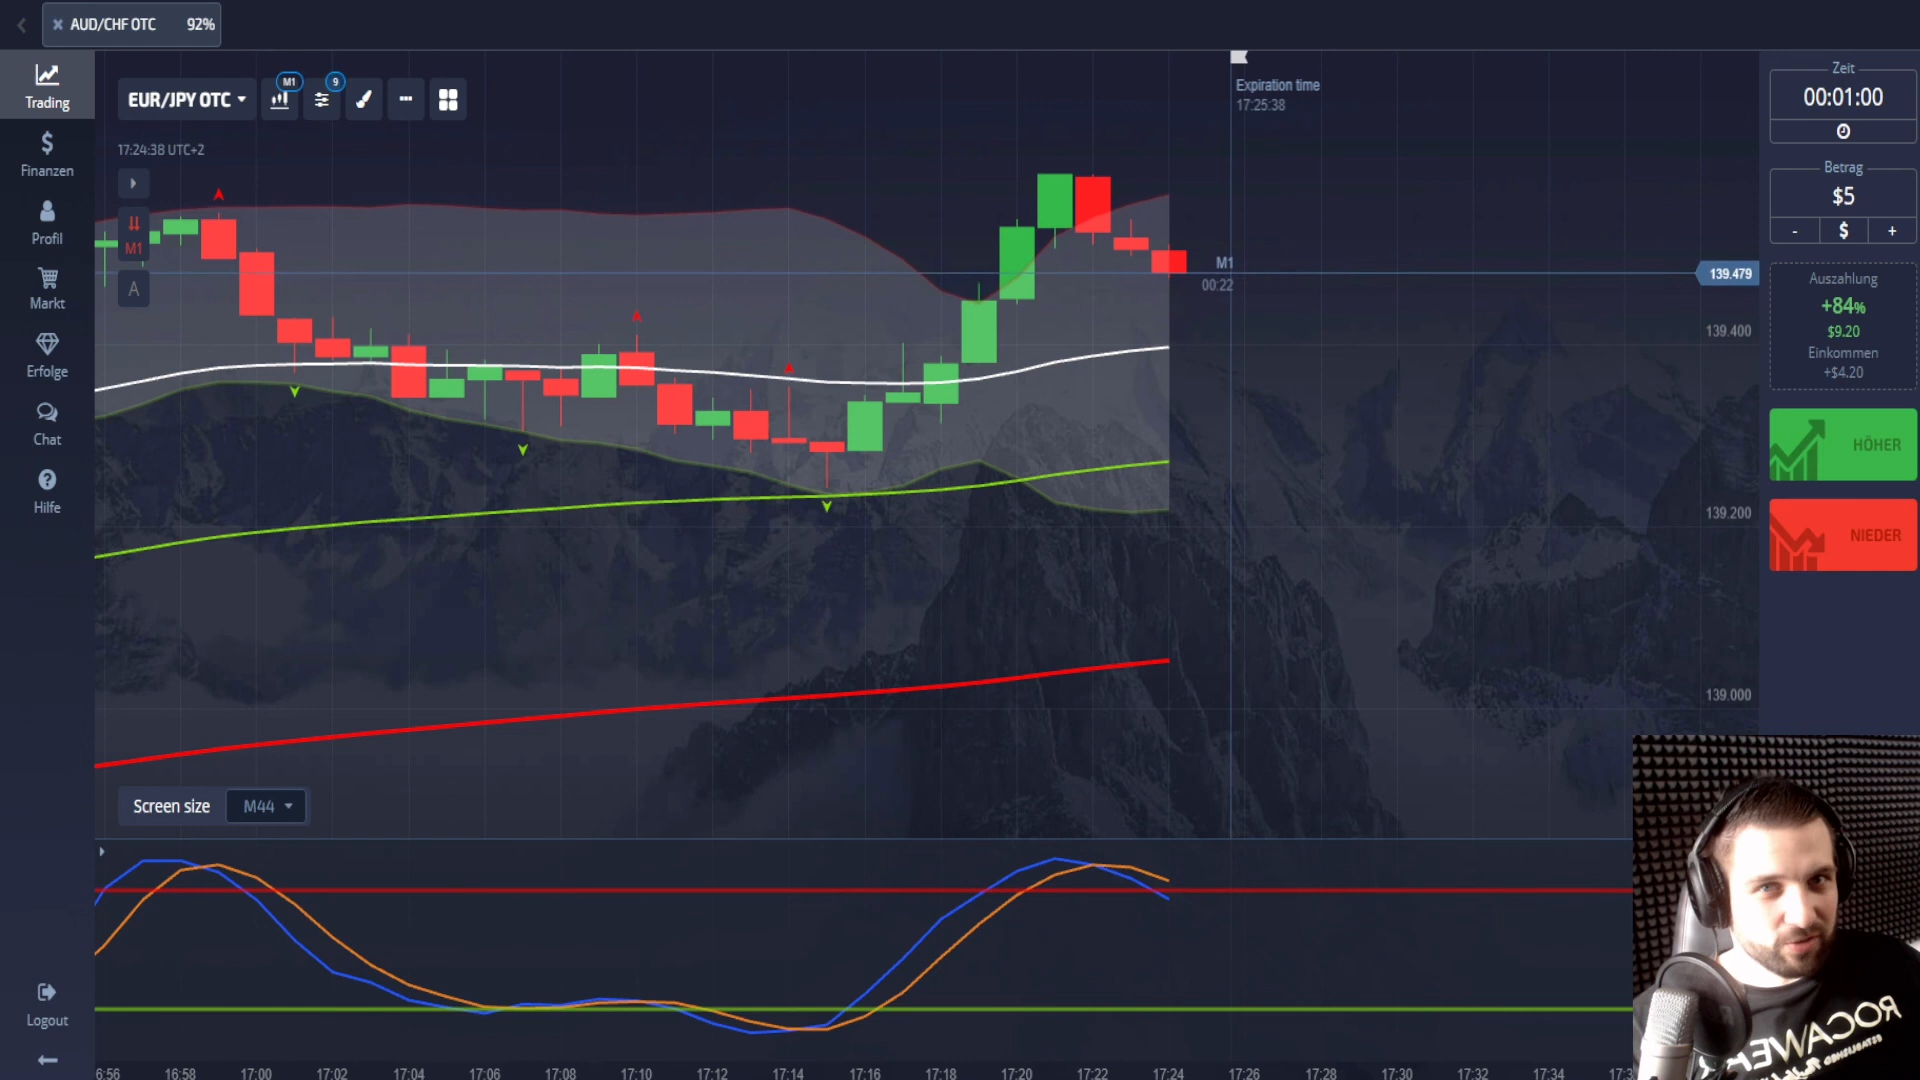 AUD/CHF OTC 92%
Trading
Finanzen
Profil
Markt
Erfolge
Chat
Hilfe
Logout
EUR/JPY OTC
M1
9
17:24:38 UTC+2
M1
A
Expiration time
17:25:38
M1
00:22
139.479
139.400
139.200
139.000
Screen size M44
16:58 17:00 17:02 17:04 17:06 17:08 17:10 17:12 17:14 17:16 17:18 17:20 17:22 17:24 17:26 17:28 17:30 17:32 17:34
Zeit
00:01:00
Betrag
$5
- $ +
Auszahlung
+84%
$9.20
Einkommen
+$4.20
HÖHER
NIEDER